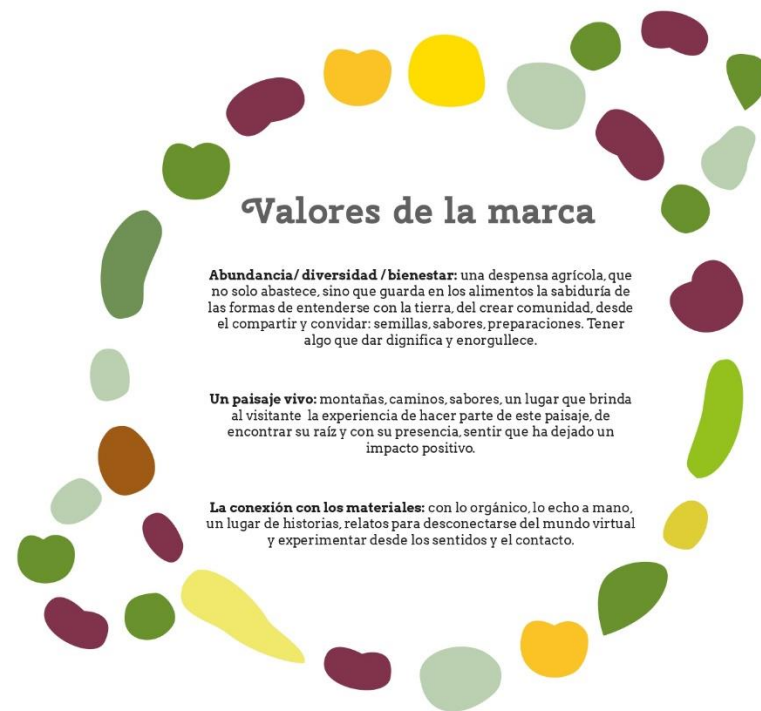 Valores de la marca
Abundancia/ diversidad / bienestar: una despensa agrícola, que
no solo abastece, sino que guarda en los alimentos la sabiduría de
las formas de entenderse con la tierra, del crear comunidad, desde
el compartir y convidar: semillas, sabores, preparaciones. Tener
algo que dar dignifica y enorgullece.
Un paisaje vivo: montañas, caminos, sabores, un lugar que brinda
al visitante la experiencia de hacer parte de este paisaje, de
encontrar su raíz y con su presencia, sentir que ha dejado un
impacto positivo.
La conexión con los materiales: con lo orgánico, lo echo a mano,
un lugar de historias, relatos para desconectarse del mundo virtual
y experimentar desde los sentidos y el contacto.